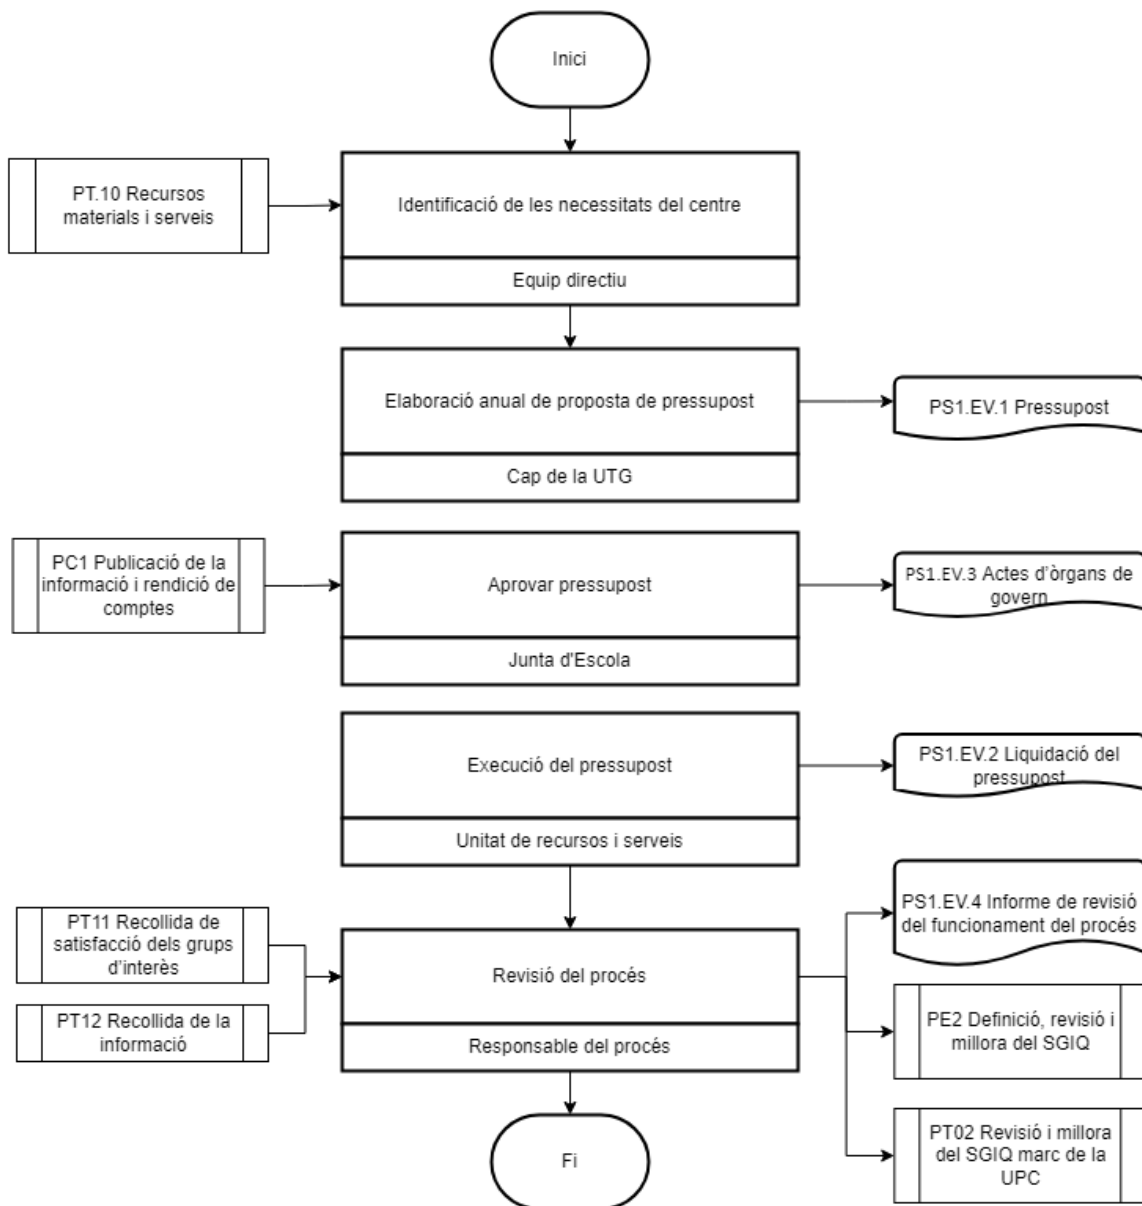 Inici
PT.10 Recursos
materials i serveis
Identificació de les necessitats del centre
Equip directiu
Elaboració anual de proposta de pressupost
Cap de la UTG
PS1.EV.1 Pressupost
PC1 Publicació de la
informació i rendició de
comptes
Aprovar pressupost
Junta d'Escola
PS1.EV.3 Actes d'òrgans de
govern
Execució del pressupost
Unitat de recursos i serveis
PS1.EV.2 Liquidació del
pressupost
PT11 Recollida de
satisfacció dels grups
d'interès
PT12 Recollida de la
informació
Revisió del procés
Responsable del procés
PS1.EV.4 Informe de revisió
del funcionament del procés
PE2 Definició, revisió i
millora del SGIQ
PT02 Revisió i millora
del SGIQ marc de la
UPC
Fi